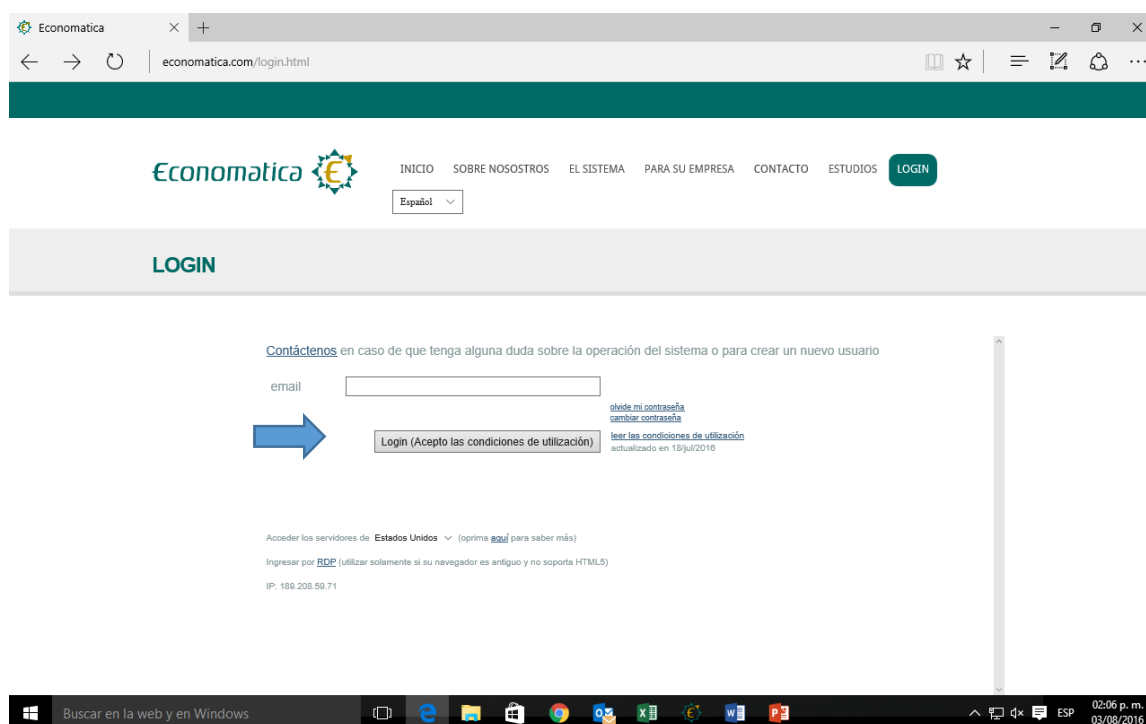 Economatica
economatica.com/login.html
Economatica
INICIO SOBRE NOSOSTROS EL SISTEMA PARA SU EMPRESA CONTACTO ESTUDIOS LOGIN
Español
LOGIN
Contáctenos en caso de que tenga alguna duda sobre la operación del sistema o para crear un nuevo usuario
email
olvide mi contraseña
cambiar contraseña
Login (Acepto las condiciones de utilización) leer las condiciones de utilización
actualizado en 18/jul/2016
Acceder los servidores de Estados Unidos (oprima aquí para saber más)
Ingresar por RDP (utilizar solamente si su navegador es antiguo y no soporta HTML5)
IP: 189.208.59.71
Buscar en la web y en Windows
ESP
02:06 p. m.
03/08/2016